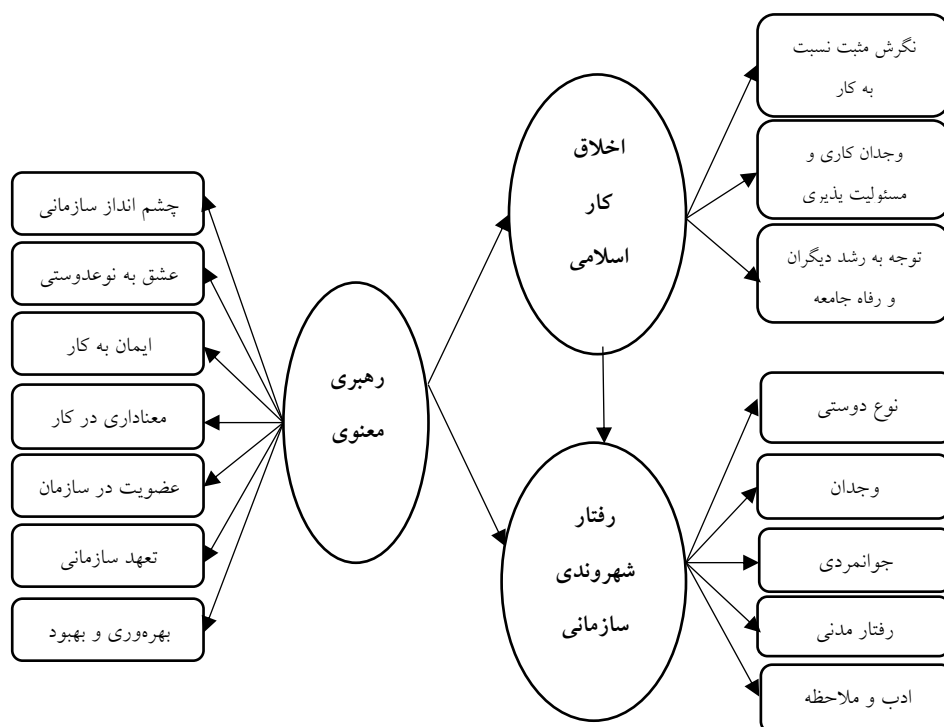 نگرش مثبت نسبت
به کار
وجدان کاری و
مسئولیت پذیری
توجه به رشد دیگران
و رفاه جامعه
اخلاق
کار
اسلامی
چشم انداز سازمانی
عشق به نوعدوستی
ایمان به کار
معناداری در کار
عضویت در سازمان
تعهد سازمانی
بهره‌وری و بهبود
رهبری
معنوی
رفتار
شهروندی
سازمانی
نوع دوستی
وجدان
جوانمردی
رفتار مدنی
ادب و ملاحظه